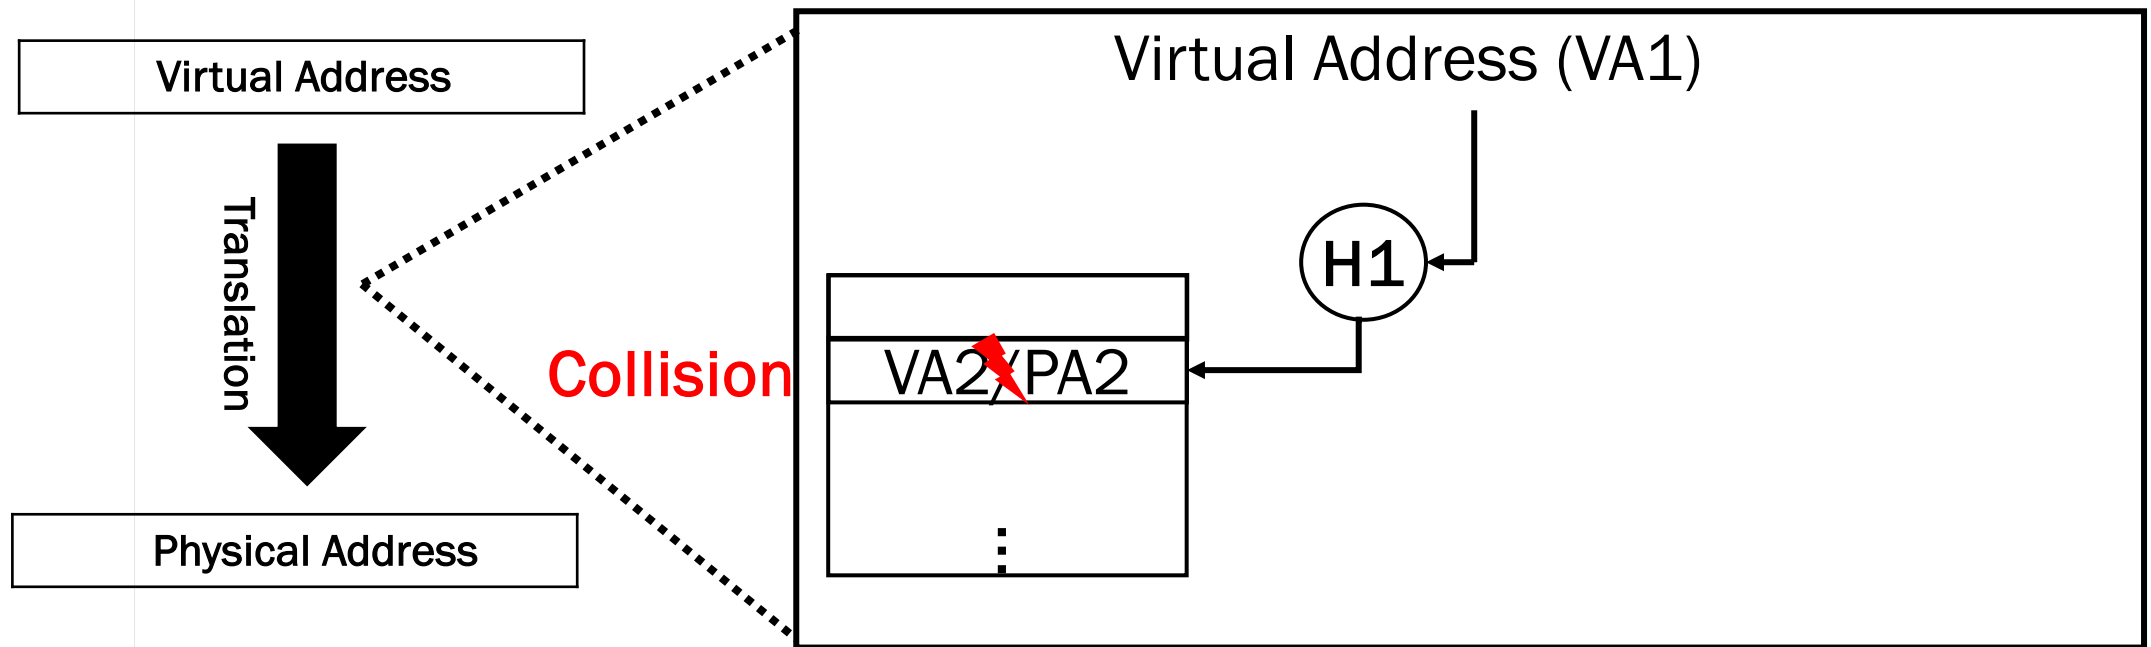 Virtual Address
Translation
Physical Address
Collision
Virtual Address (VA1)
H1
VA2/PA2